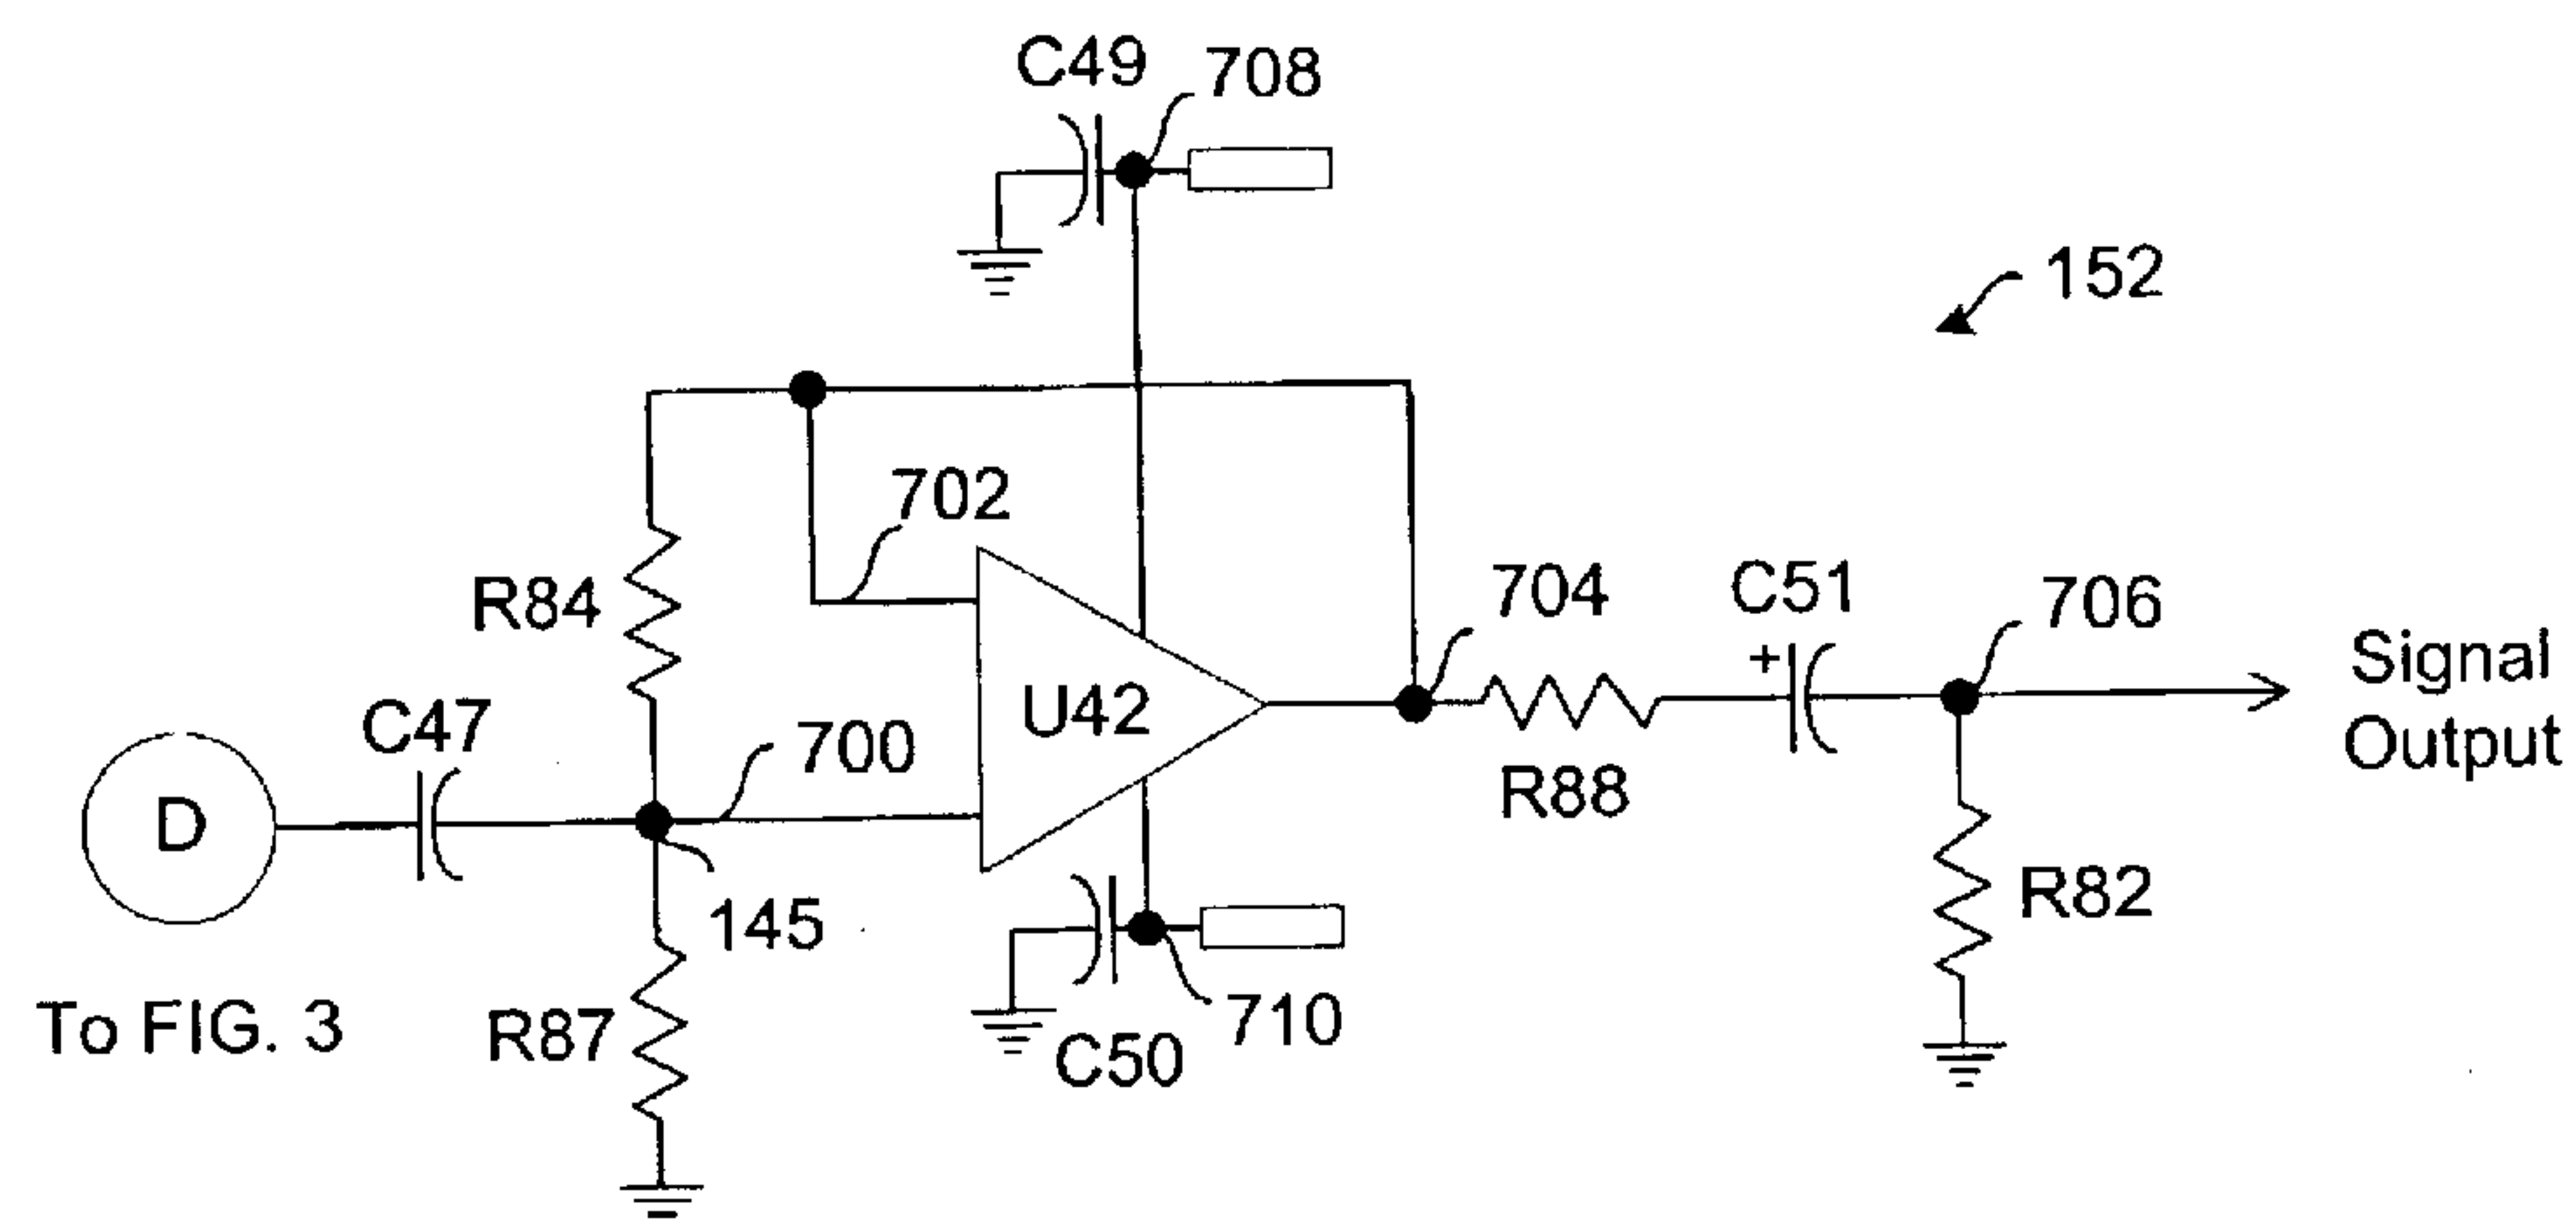 C49
708
152
702
R84
704
C51
706
+
Signal
Output
C47
700
U42
R88
D
145
R82
To FIG. 3
R87
710
C50